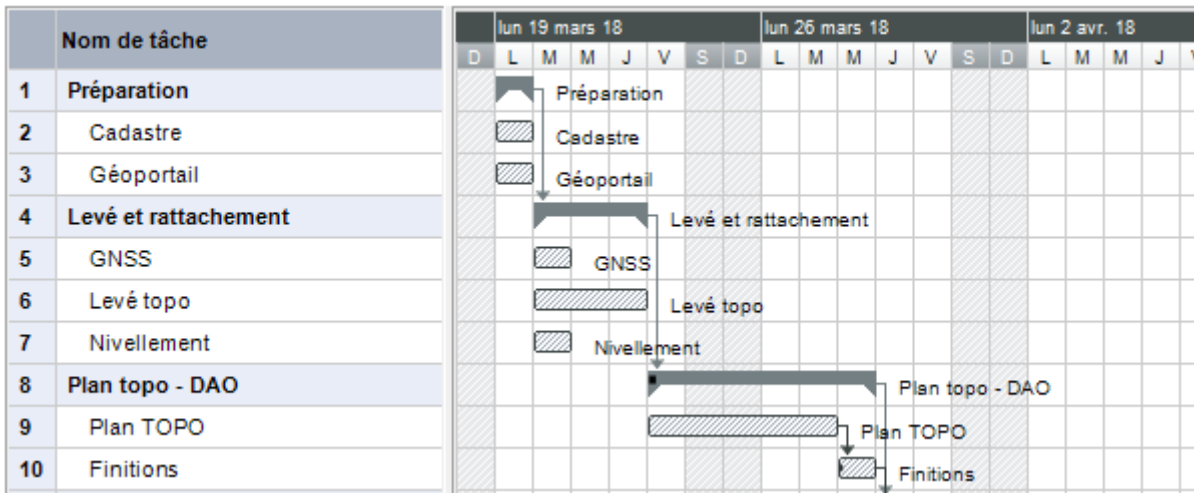 Nom de tâche
lun 19 mars 18 lun 26 mars 18 lun 2 avr. 18
D L M M J V S D L M M J V S D L M M J
1 Préparation Préparation
2 Cadastre Cadastre
3 Géoportail Géoportail
4 Levé et rattachement Levé et rattachement
5 GNSS GNSS
6 Levé topo Levé topo
7 Nivellement Nivellement
8 Plan topo - DAO Plan topo - DAO
9 Plan TOPO Plan TOPO
10 Finitions Finitions